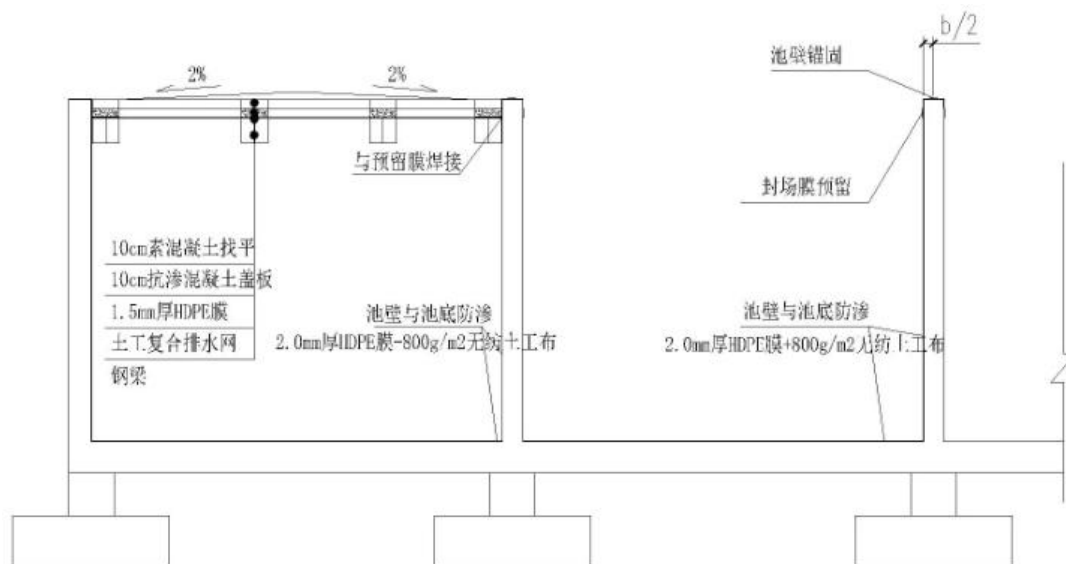 b/2
2%
2%
池壁锚固
与预留膜焊接
封场膜预留
10cm素混凝土找平
10cm抗渗混凝土盖板
1.5mm厚HDPE膜
土工复合排水网
钢梁
池壁与池底防渗
2.0mm厚HDPE膜-800g/m2无纺土工布
池壁与池底防渗
2.0mm厚HDPE膜+800g/m2无纺土工布